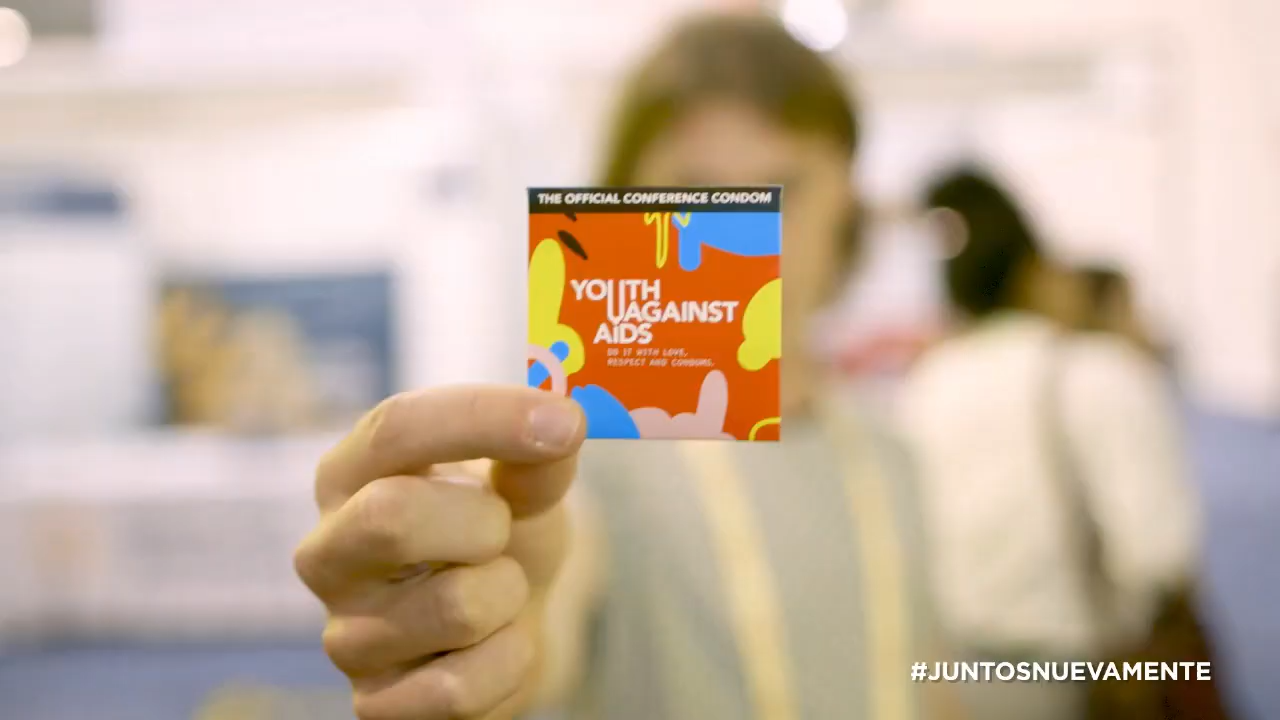 THE OFFICIAL CONFERENCE CONDOM
YOUTH
AGAINST
AIDS
DO IT WITH LOVE,
RESPECT AND CONDOMS.
#JUNTOSNUEVAMENTE